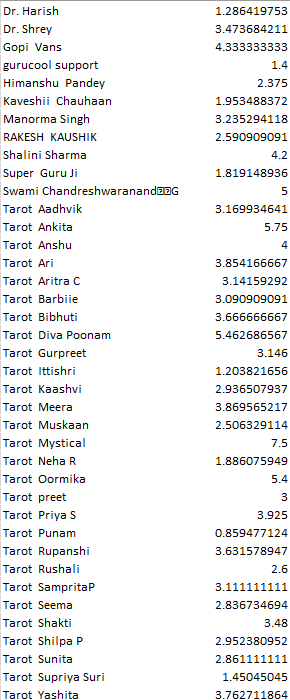 Dr. Harish 1.286419753
Dr. Shrey 3.473684211
Gopi Vans 4.333333333
gurucool support 1.4
Himanshu Pandey 2.375
Kaveshii Chauhaan 1.953488372
Manorma Singh 3.235294118
RAKESH KAUSHIK 2.590909091
Shalini Sharma 4.2
Super Guru Ji 1.819148936
Swami Chandreshwaranand G 5
Tarot Aadhvik 3.169934641
Tarot Ankita 5.75
Tarot Anshu 4
Tarot Ari 3.854166667
Tarot Aritra C 3.14159292
Tarot Barbiie 3.090909091
Tarot Bibhuti 3.666666667
Tarot Diva Poonam 5.462686567
Tarot Gurpreet 3.146
Tarot Ittishri 1.203821656
Tarot Kaashvi 2.936507937
Tarot Meera 3.869565217
Tarot Muskaan 2.506329114
Tarot Mystical 7.5
Tarot Neha R 1.886075949
Tarot Oormika 5.4
Tarot preet 3
Tarot Priya S 3.925
Tarot Punam 0.859477124
Tarot Rupanshi 3.631578947
Tarot Rushali 2.6
Tarot SampritaP 3.111111111
Tarot Seema 2.836734694
Tarot Shakti 3.48
Tarot Shilpa P 2.952380952
Tarot Sunita 2.861111111
Tarot Supriya Suri 1.45045045
Tarot Yashita 3.762711864